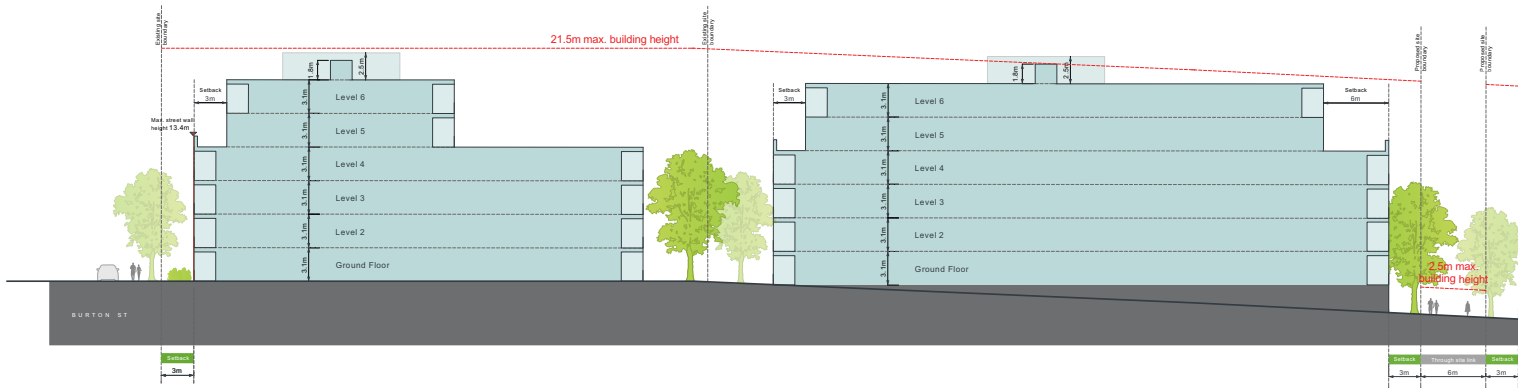 Existing site
boundary
21.5m max. building height
Existing site
boundary
Proposed site
boundary
Proposed site
boundary
1.8m
2.5m
1.8m
2.5m
Setback
3m
3.1m
Level 6
Setback
3m
3.1m
Level 6
Setback
6m
Max. street wall
height 13.4m
3.1m
Level 5
3.1m
Level 5
3.1m
Level 4
3.1m
Level 4
3.1m
Level 3
3.1m
Level 3
3.1m
Level 2
3.1m
Level 2
3.1m
Ground Floor
3.1m
Ground Floor
2.5m max.
building height
BURTON ST
Setback
3m
Setback
Through site link
Setback
3m
6m
3m